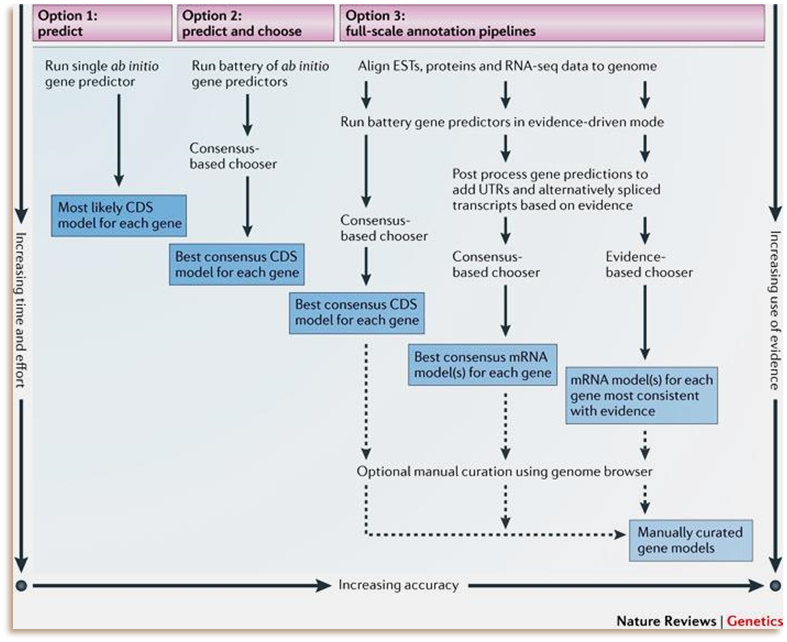 Option 1:
predict
Option 2:
predict and choose
Option 3:
full-scale annotation pipelines
Run single ab initio
gene predictor
Most likely CDS
model for each gene
Run battery of ab initio
gene predictors
Consensus-
based chooser
Best consensus CDS
model for each gene
Align ESTs, proteins and RNA-seq data to genome
Run battery gene predictors in evidence-driven mode
Post process gene predictions to
add UTRs and alternatively spliced
transcripts based on evidence
Consensus-
based chooser
Best consensus CDS
model for each gene
Consensus-
based chooser
Best consensus mRNA
model(s) for each gene
Evidence-
based chooser
mRNA model(s) for each
gene most consistent
with evidence
Optional manual curation using genome browser
Manually curated
gene models
Increasing time and effort
Increasing use of evidence
Increasing accuracy
Nature Reviews | Genetics